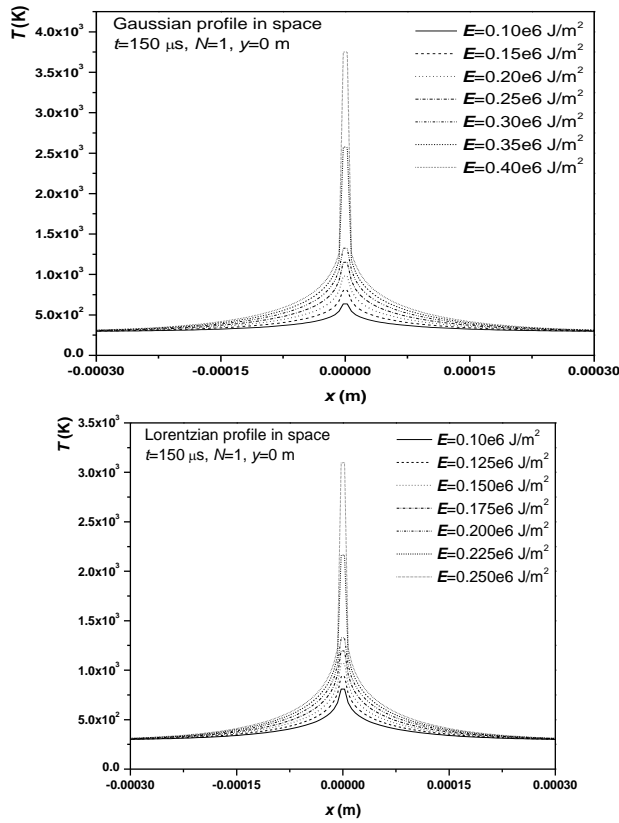 T (K)
Gaussian profile in space
t=150 μs, N=1, y=0 m
E=0.10e6 J/m²
E=0.15e6 J/m²
E=0.20e6 J/m²
E=0.25e6 J/m²
E=0.30e6 J/m²
E=0.35e6 J/m²
E=0.40e6 J/m²
4.0x10³
3.5x10³
3.0x10³
2.5x10³
2.0x10³
1.5x10³
1.0x10³
5.0x10²
0.0
-0.00030 -0.00015 0.00000 0.00015 0.00030
x (m)
T (K)
Lorentzian profile in space
t=150 μs, N=1, y=0 m
E=0.10e6 J/m²
E=0.125e6 J/m²
E=0.150e6 J/m²
E=0.175e6 J/m²
E=0.200e6 J/m²
E=0.225e6 J/m²
E=0.250e6 J/m²
3.5x10³
3.0x10³
2.5x10³
2.0x10³
1.5x10³
1.0x10³
5.0x10²
0.0
-0.00030 -0.00015 0.00000 0.00015 0.00030
x (m)